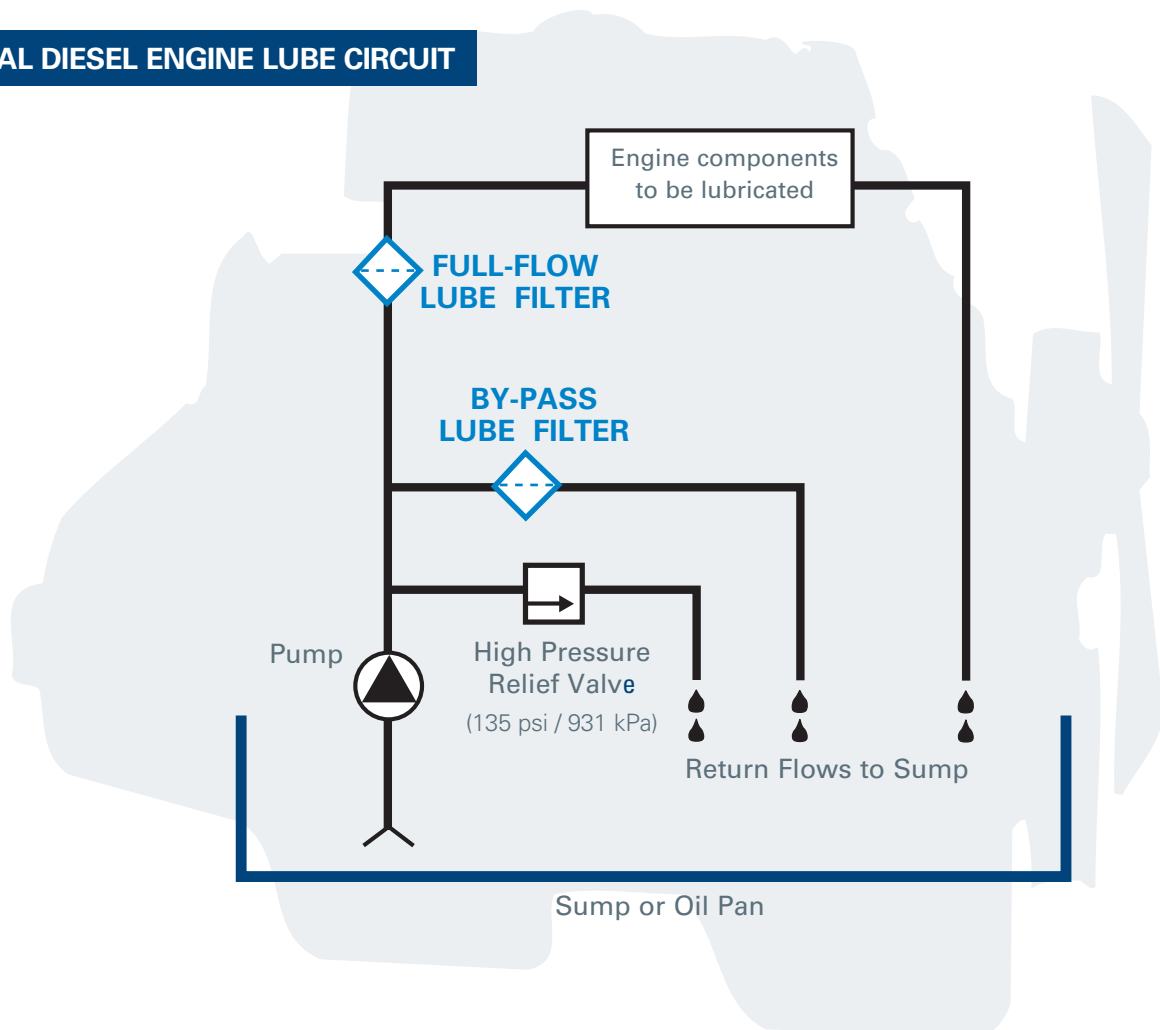 AL DIESEL ENGINE LUBE CIRCUIT
Engine components
to be lubricated
FULL-FLOW
LUBE FILTER
BY-PASS
LUBE FILTER
Pump
High Pressure
Relief Valve
(135 psi / 931 kPa)
Return Flows to Sump
Sump or Oil Pan